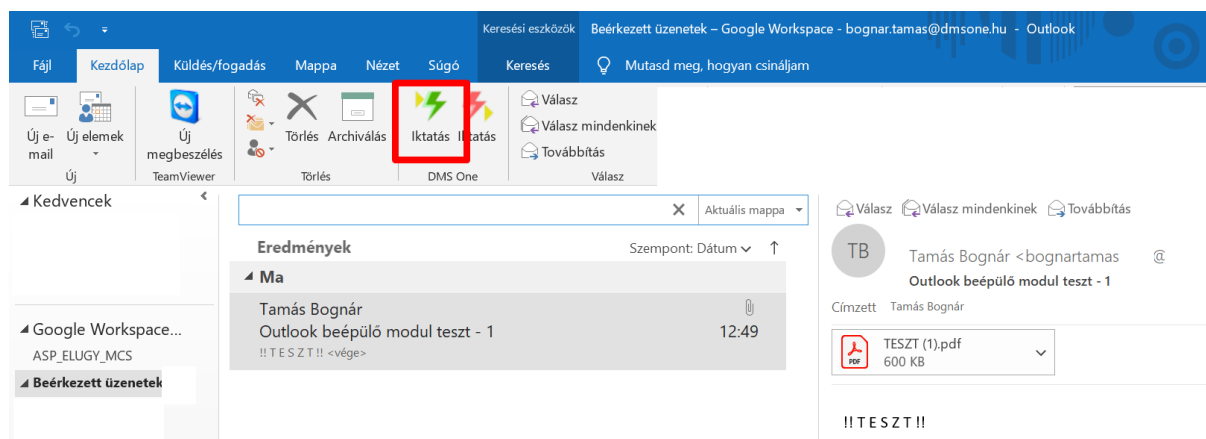 Keresési eszközök
Beérkezett üzenetek – Google Workspace - bognar.tamas@dmsone.hu - Outlook
Fájl
Kezdőlap
Küldés/fogadás
Mappa
Nézet
Súgó
Keresés
Mutasd meg, hogyan csináljam
Új e-
mail
Új elemek
Új
megbeszélés
Törlés
Archiválás
Iktatás
Iktatás
Válasz
Válasz mindenkinek
Továbbítás
Új
TeamViewer
Törlés
DMS One
Válasz
Kedvencek
Google Workspace...
ASP_ELUGY_MCS
Beérkezett üzenetek
Aktuális mappa
Eredmények
Szempont: Dátum
Ma
Tamás Bognár
Outlook beépülő modul teszt - 1
12:49
!! T E S Z T !! <vége>
Válasz
Válasz mindenkinek
Továbbítás
TB
Tamás Bognár <bognartamas @
Outlook beépülő modul teszt - 1
Címzett
Tamás Bognár
PDF
TESZT (1).pdf
600 KB
!! T E S Z T !!